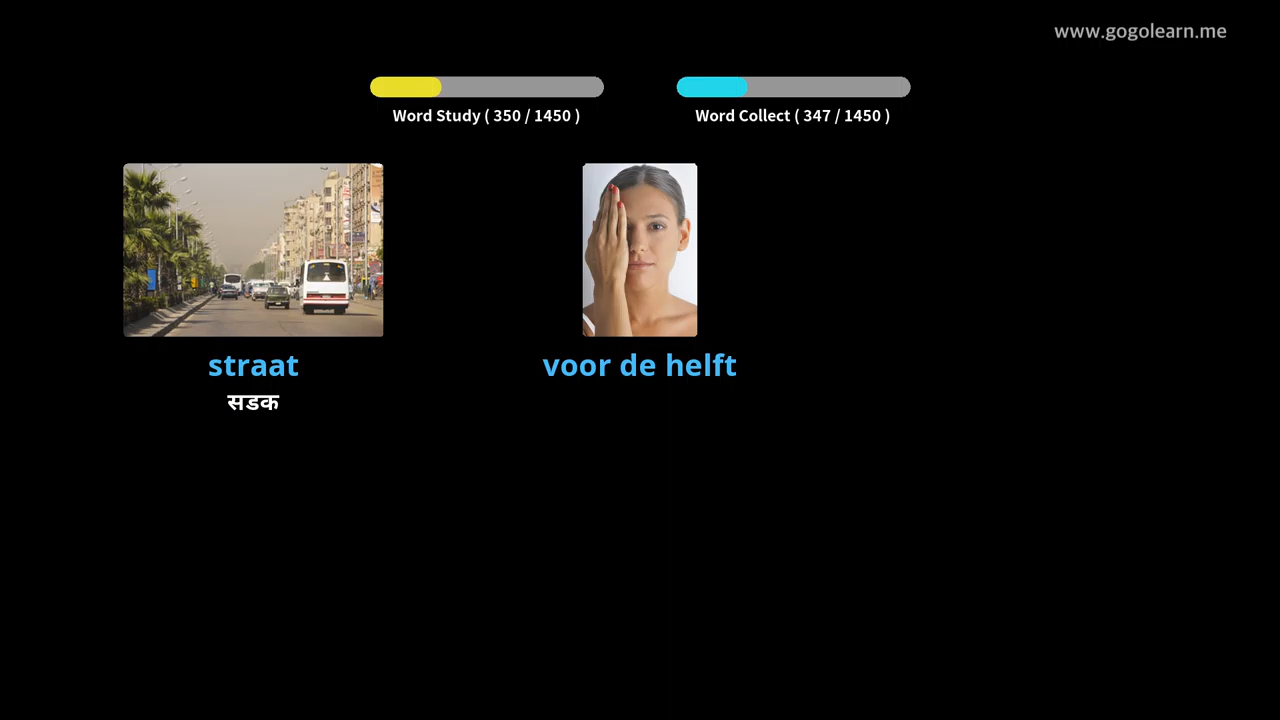 www.gogolearn.me
Word Study ( 350 / 1450 )
Word Collect ( 347 / 1450 )
straat
voor de helft
सडक